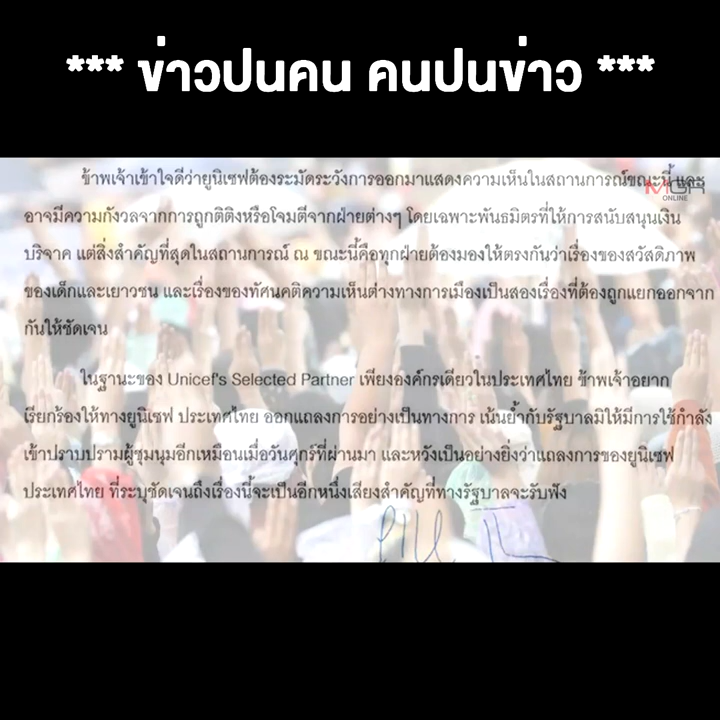 *** ข่าวปนคน คนปนข่าว ***
ข้าพเจ้าเข้าใจดีว่ายูนิเซฟต้องระมัดระวังการออกมาแสดงความเห็นในสถานการณ์ขณะนี้ และ
MGR ONLINE
อาจมีความกังวลจากการถูกติติงหรือโจมตีจากฝ่ายต่างๆ โดยเฉพาะพันธมิตรที่ให้การสนับสนุนเงิน
บริจาค แต่สิ่งสำคัญที่สุดในสถานการณ์ ณ ขณะนี้คือทุกฝ่ายต้องมองให้ตรงกันว่าเรื่องของสวัสดิภาพ
ของเด็กและเยาวชน และเรื่องของทัศนคติความเห็นต่างทางการเมืองเป็นสองเรื่องที่ต้องถูกแยกออกจาก
กันให้ชัดเจน
ในฐานะของ Unicef's Selected Partner เพียงองค์กรเดียวในประเทศไทย ข้าพเจ้าอยาก
เรียกร้องให้ทางยูนิเซฟ ประเทศไทย ออกแถลงการอย่างเป็นทางการ เน้นย้ำกับรัฐบาลมิให้มีการใช้กำลัง
เข้าปราบปรามผู้ชุมนุมอีกเหมือนเมื่อวันศุกร์ที่ผ่านมา และหวังเป็นอย่างยิ่งว่าแถลงการของยูนิเซฟ
ประเทศไทย ที่ระบุชัดเจนถึงเรื่องนี้จะเป็นอีกหนึ่งเสียงสำคัญที่ทางรัฐบาลจะรับฟัง